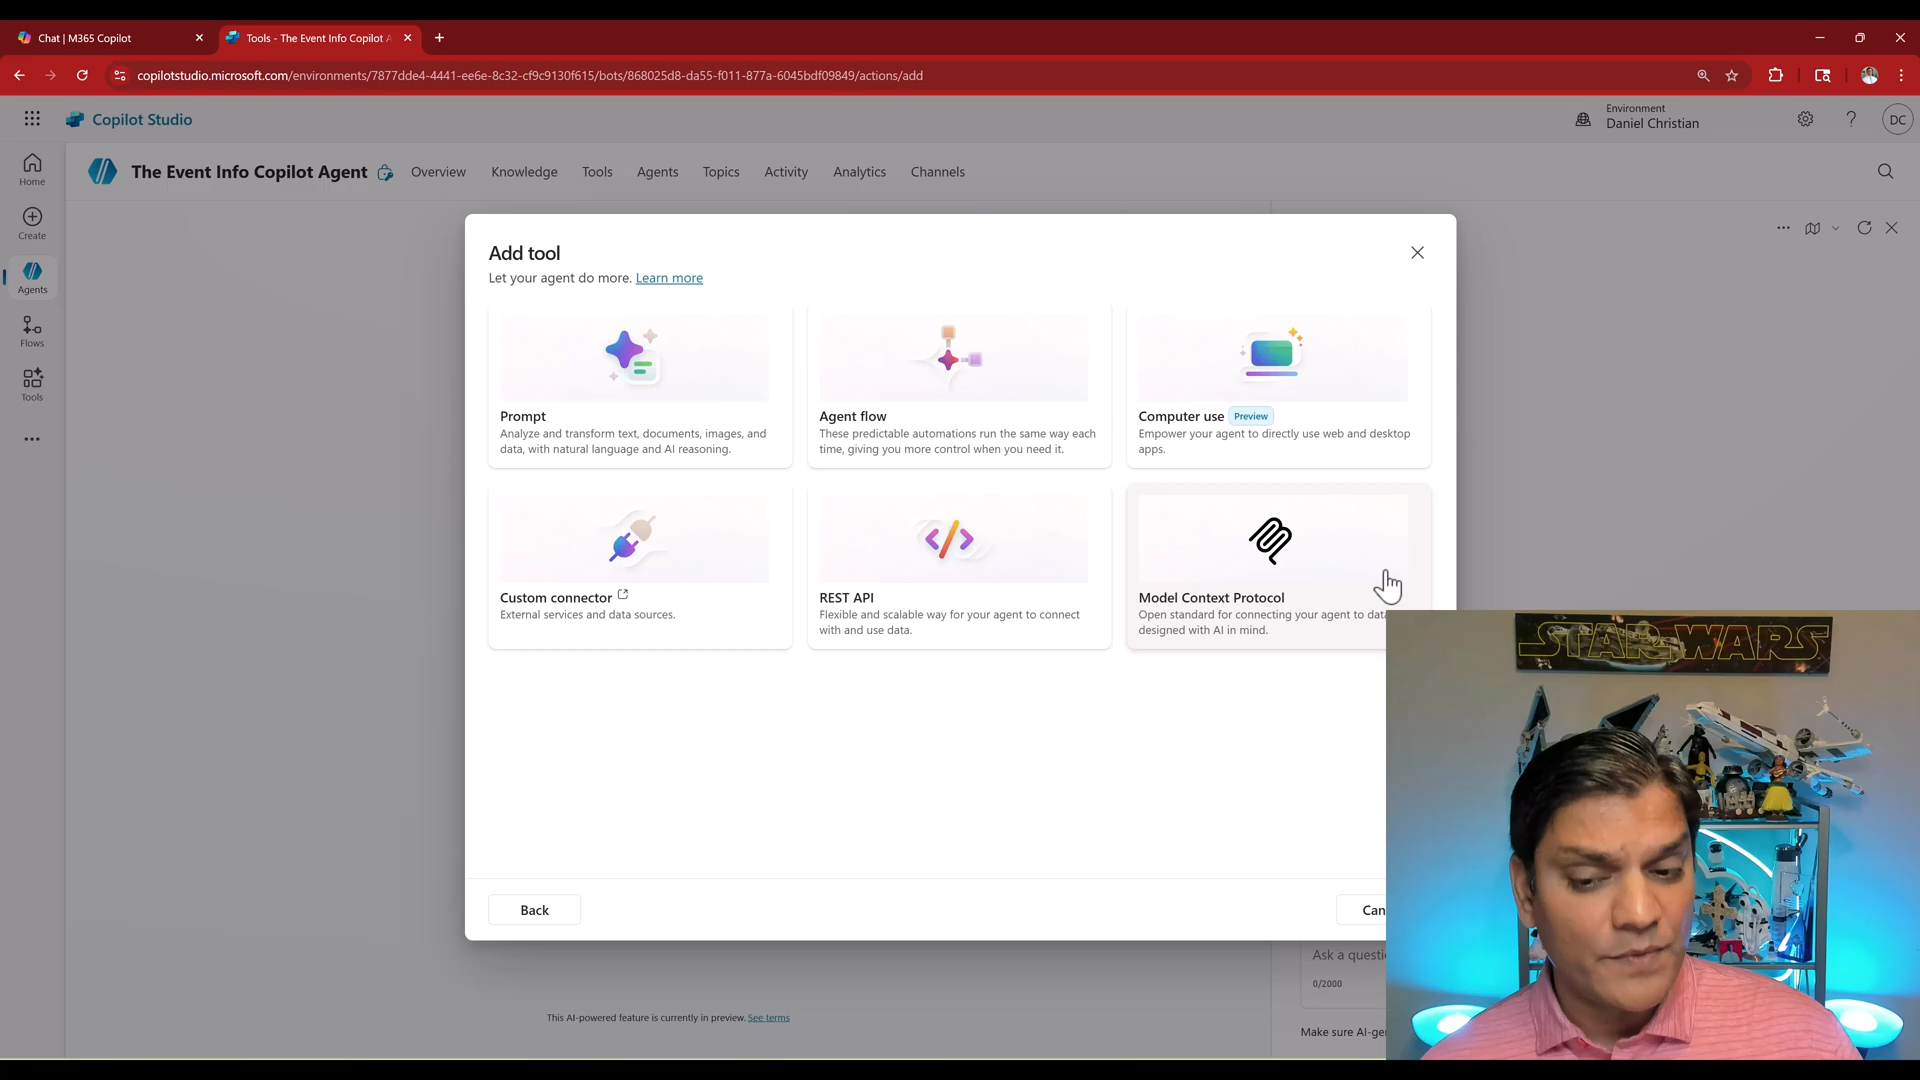 Chat | M365 Copilot
Tools - The Event Info Copilot A
copilotstudio.microsoft.com/environments/7877dde4-4441-ee6e-8c32-cf9c9130f615/bots/868025d8-da55-f011-877a-6045bdf09849/actions/add
Copilot Studio
Environment
Daniel Christian
DC
Home
Create
Agents
Flows
Tools
The Event Info Copilot Agent
Overview
Knowledge
Tools
Agents
Topics
Activity
Analytics
Channels
Add tool
Let your agent do more. Learn more
Prompt
Analyze and transform text, documents, images, and
data, with natural language and AI reasoning.
Agent flow
These predictable automations run the same way each
time, giving you more control when you need it.
Computer use Preview
Empower your agent to directly use web and desktop
apps.
Custom connector
External services and data sources.
REST API
Flexible and scalable way for your agent to connect
with and use data.
Model Context Protocol
Open standard for connecting your agent to data
designed with AI in mind.
Back
Can
Ask a questi
0/2000
Make sure AI-ge
This AI-powered feature is currently in preview. See terms
STAR WARS